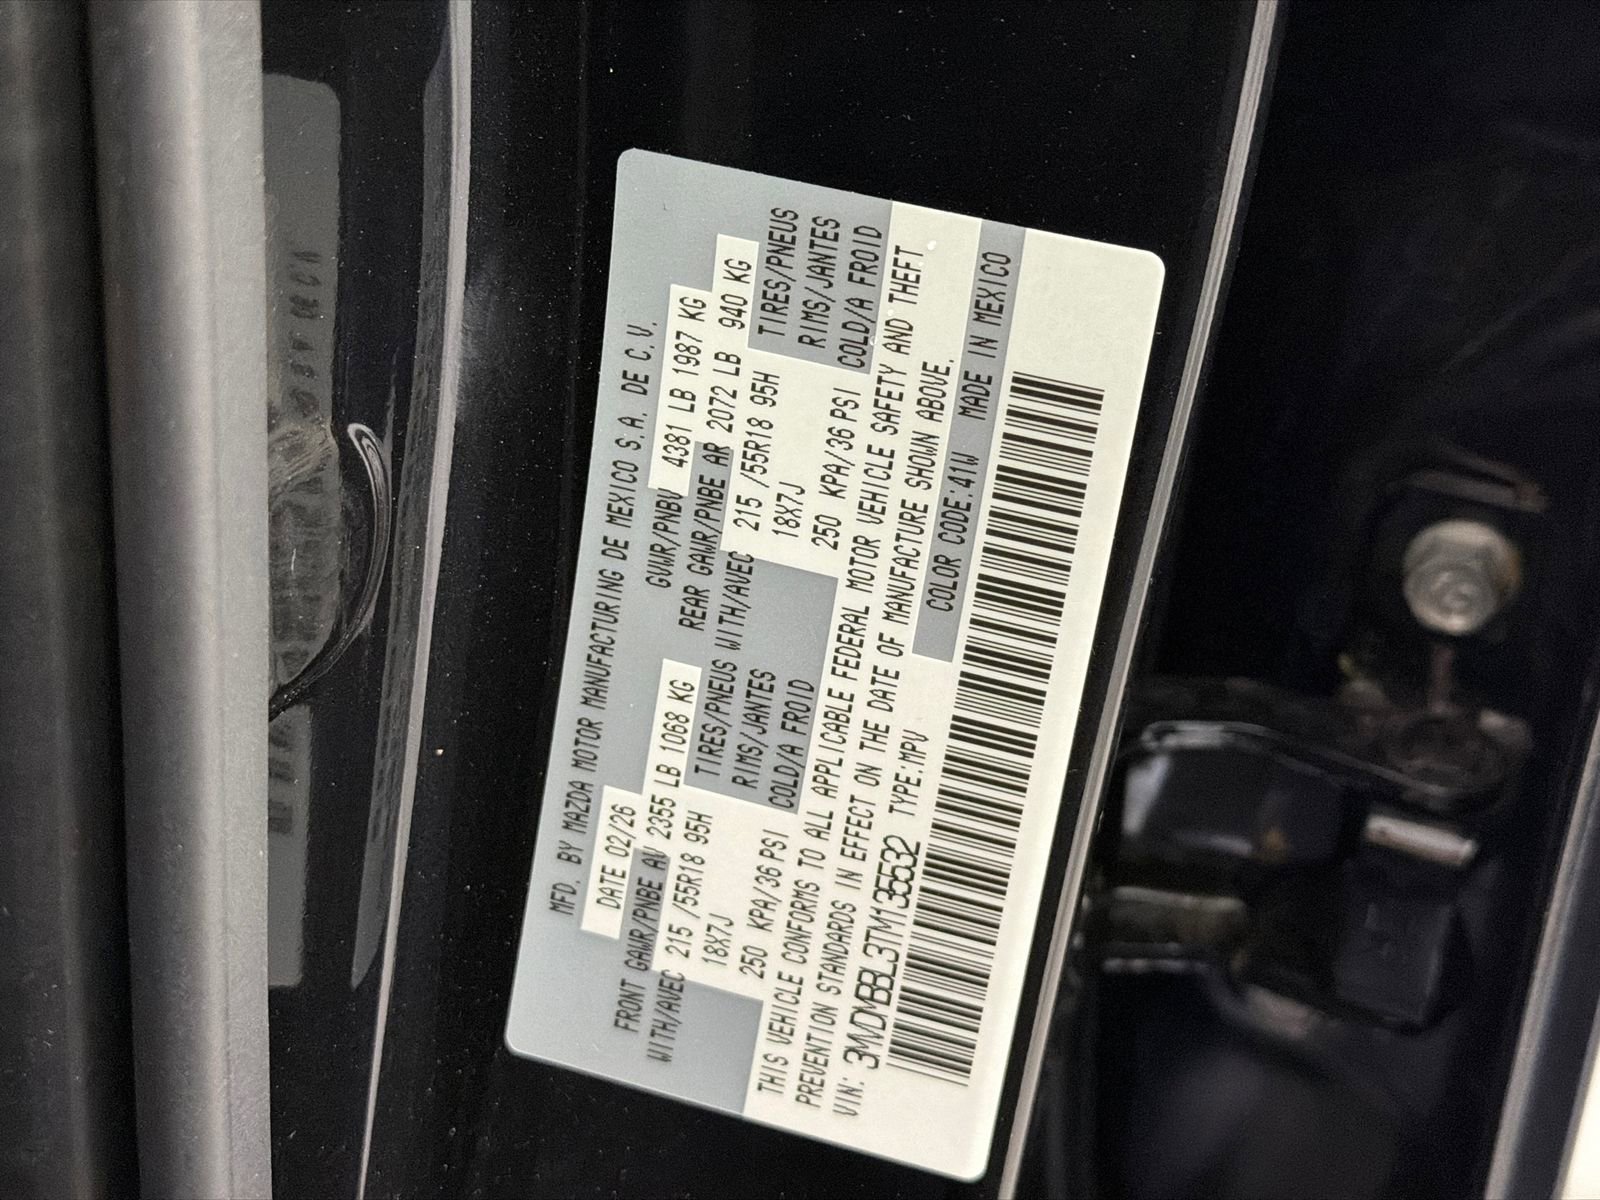 MFD. BY MAZDA MOTOR MANUFACTURING DE MEXICO S.A. DE C.V.
DATE 02/26 GVWR/PNBV 4381 LB 1987 KG
FRONT GAWR/PNBE AV 2355 LB 1068 KG REAR GAWR/PNBE AR 2072 LB 940 KG
WITH/AVEC 215 /55R18 95H TIRES/PNEUS WITH/AVEC 215 /55R18 95H TIRES/PNEUS
18X7J RIMS/JANTES 18X7J RIMS/JANTES
250 KPA/36 PSI COLD/A FROID 250 KPA/36 PSI COLD/A FROID
THIS VEHICLE CONFORMS TO ALL APPLICABLE FEDERAL MOTOR VEHICLE SAFETY AND THEFT
PREVENTION STANDARDS IN EFFECT ON THE DATE OF MANUFACTURE SHOWN ABOVE.
VIN: 3MVDMBBL3TM135532 TYPE:MPV COLOR CODE:41W MADE IN MEXICO